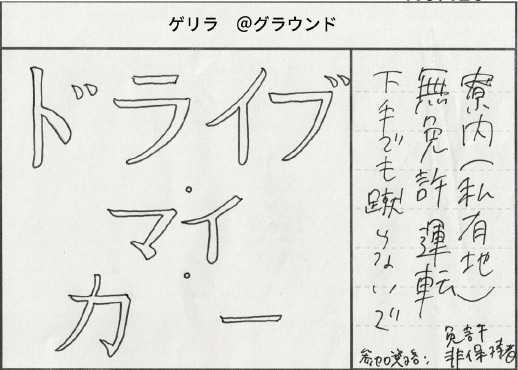 ゲリラ　@グラウンド
ドライブ
・
マイ
・
カー
寮内(私有地)
無免許運転
下手でも蹴らないで
参加資格:免許
非保持者